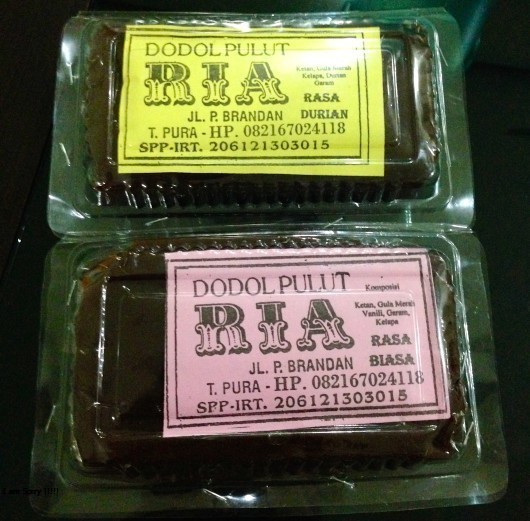 DODOL PULUT
RIA
Ketan, Gula Merah
Kelapa, Durian
Garam
RASA
DURIAN
JL. P. BRANDAN
T. PURA - HP. 082167024118
SPP-IRT. 206121303015
DODOL PULUT
RIA
Komposisi
Ketan, Gula Merah
Vanili, Garam,
Kelapa
RASA
BIASA
JL. P. BRANDAN
T. PURA - HP. 082167024118
SPP-IRT. 206121303015